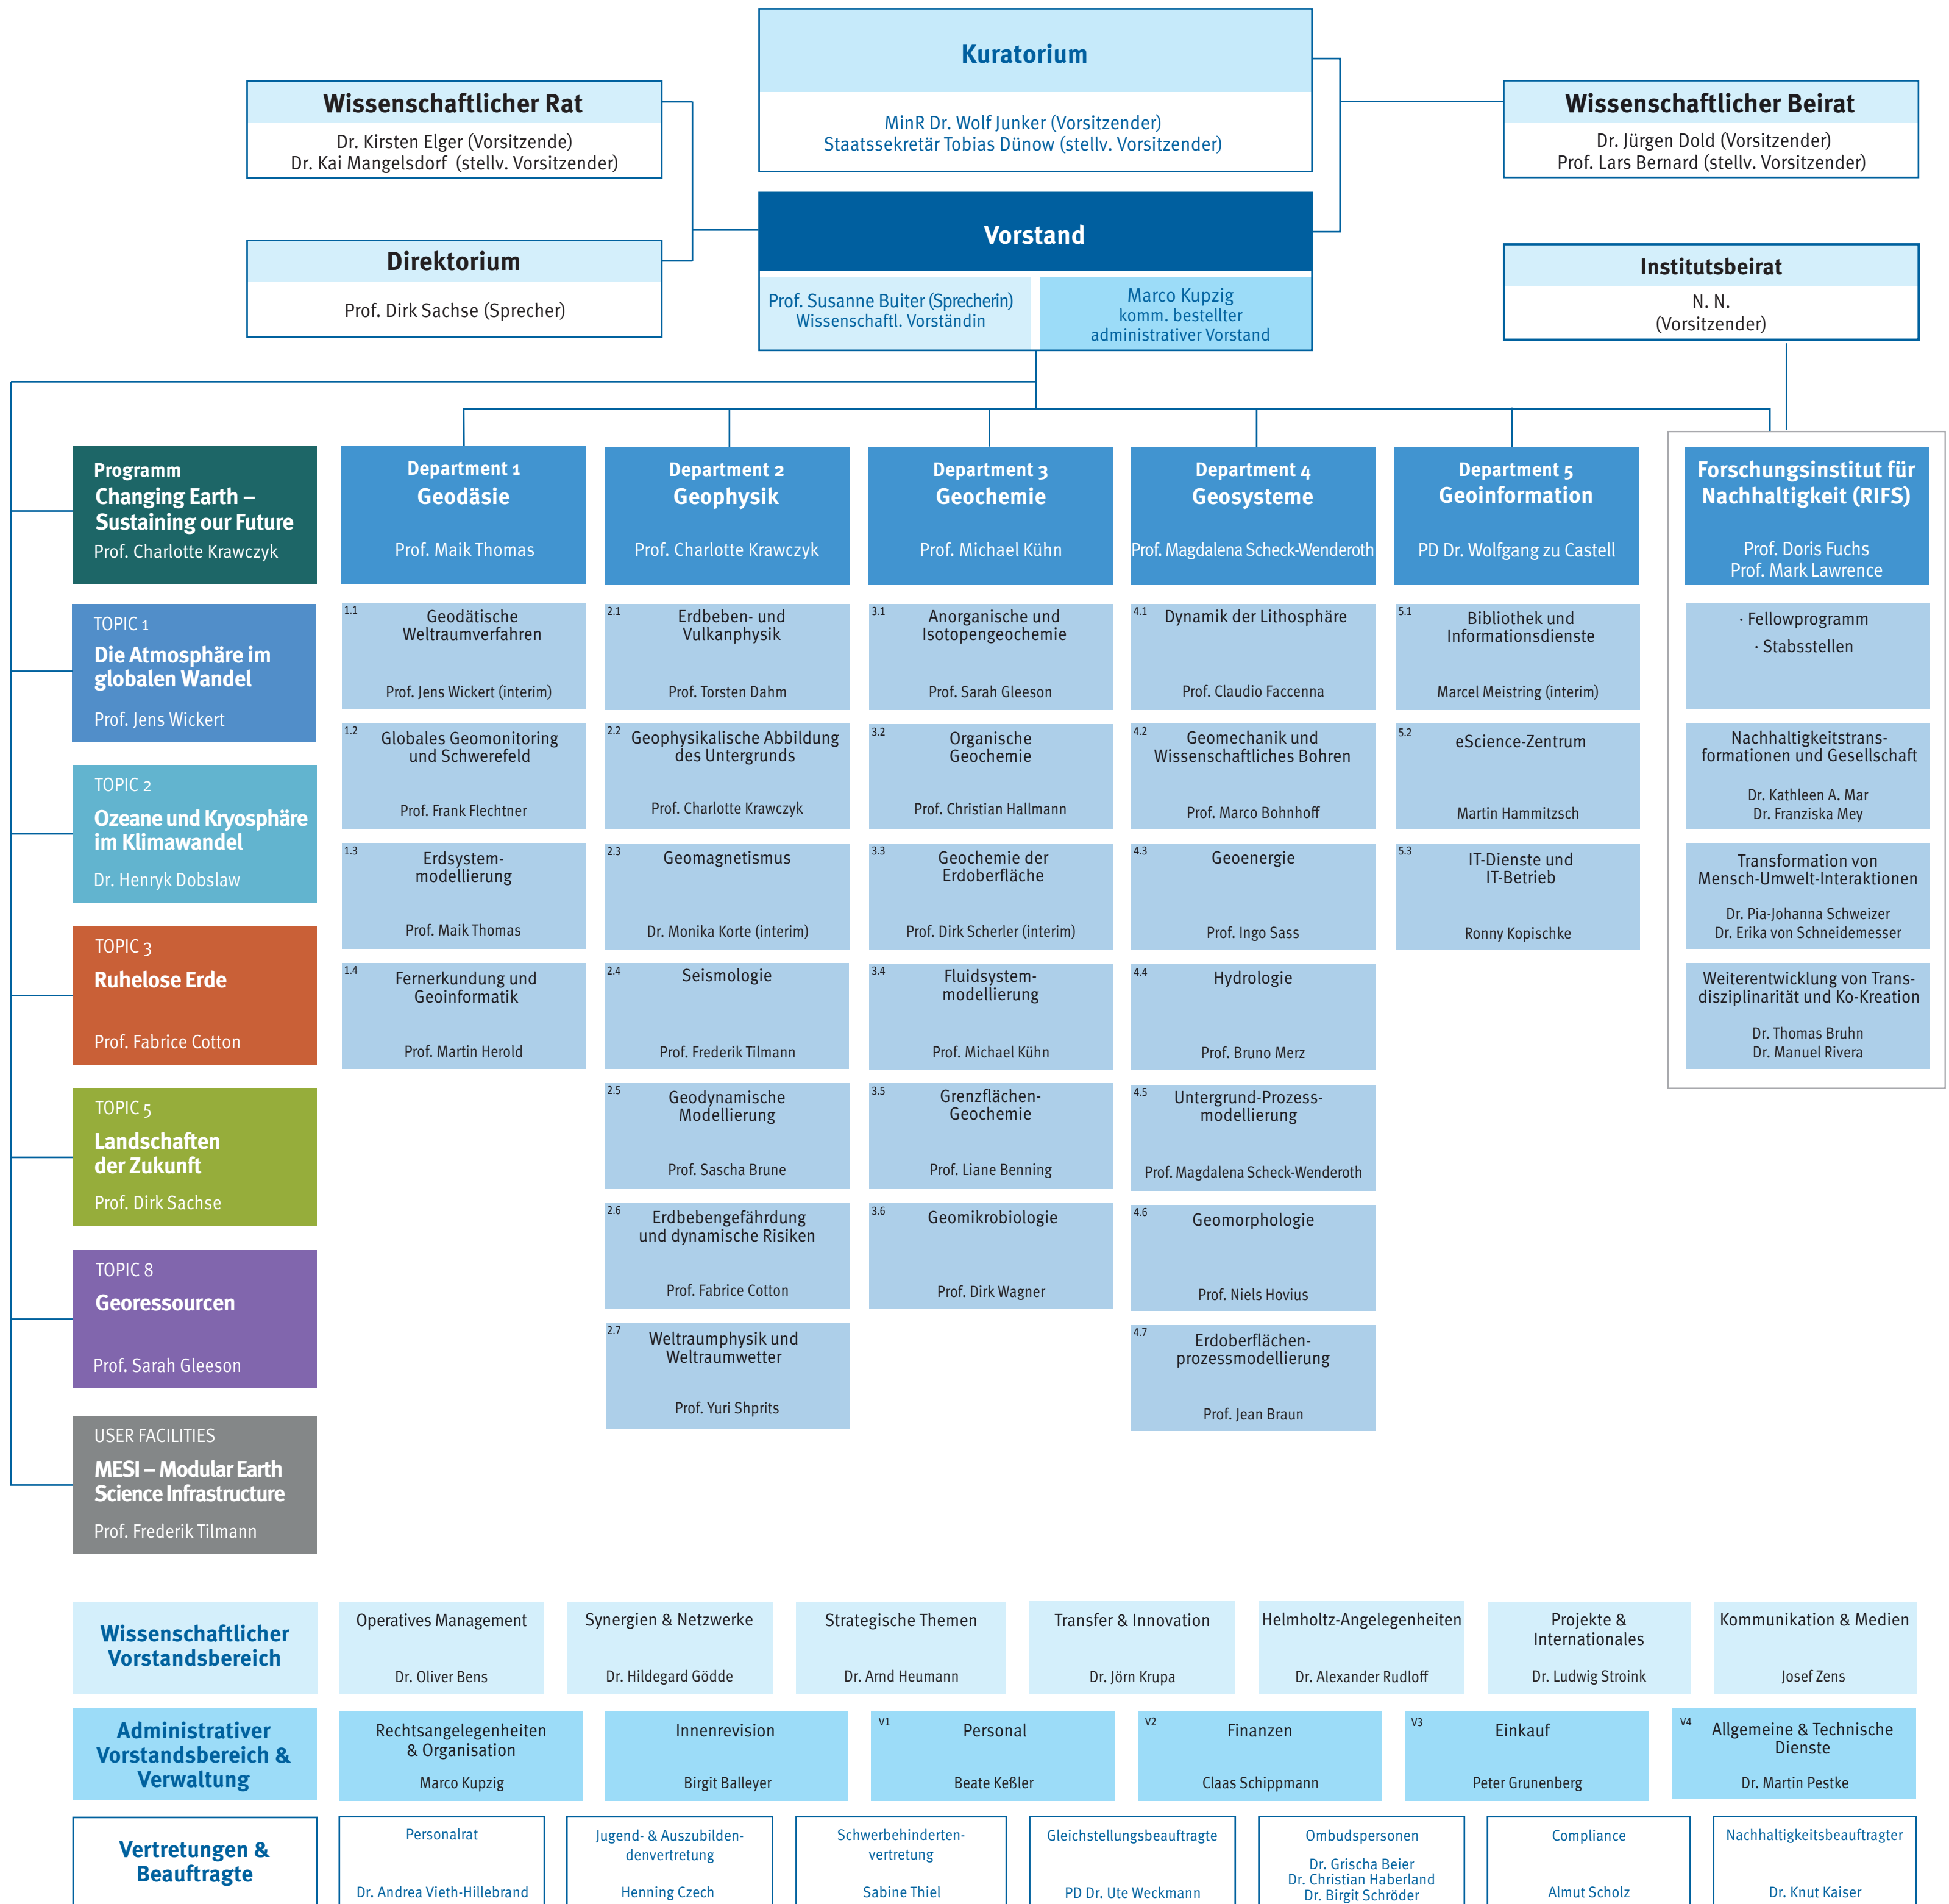 Kuratorium
MinR Dr. Wolf Junker (Vorsitzender)
Staatssekretär Tobias Dünow (stellv. Vorsitzender)
Wissenschaftlicher Rat
Dr. Kirsten Elger (Vorsitzende)
Dr. Kai Mangelsdorf (stellv. Vorsitzender)
Wissenschaftlicher Beirat
Dr. Jürgen Dold (Vorsitzender)
Prof. Lars Bernard (stellv. Vorsitzender)
Vorstand
Prof. Susanne Buiter (Sprecherin)
Wissenschaftl. Vorständin
Marco Kupzig
komm. bestellter
administrativer Vorstand
Direktorium
Prof. Dirk Sachse (Sprecher)
Institutsbeirat
N. N.
(Vorsitzender)
Programm
Changing Earth –
Sustaining our Future
Prof. Charlotte Krawczyk
TOPIC 1
Die Atmosphäre im
globalen Wandel
Prof. Jens Wickert
TOPIC 2
Ozeane und Kryosphäre
im Klimawandel
Dr. Henryk Dobslaw
TOPIC 3
Ruhelose Erde
Prof. Fabrice Cotton
TOPIC 5
Landschaften
der Zukunft
Prof. Dirk Sachse
TOPIC 8
Georessourcen
Prof. Sarah Gleeson
USER FACILITIES
MESI – Modular Earth
Science Infrastructure
Prof. Frederik Tilmann
Department 1
Geodäsie
Prof. Maik Thomas
1.1
Geodätische
Weltraumverfahren
Prof. Jens Wickert (interim)
1.2
Globales Geomonitoring
und Schwerefeld
Prof. Frank Flechtner
1.3
Erdsystem-
modellierung
Prof. Maik Thomas
1.4
Fernerkundung und
Geoinformatik
Prof. Martin Herold
Department 2
Geophysik
Prof. Charlotte Krawczyk
2.1
Erdbeben- und
Vulkanphysik
Prof. Torsten Dahm
2.2
Geophysikalische Abbildung
des Untergrunds
Prof. Charlotte Krawczyk
2.3
Geomagnetismus
Dr. Monika Korte (interim)
2.4
Seismologie
Prof. Frederik Tilmann
2.5
Geodynamische
Modellierung
Prof. Sascha Brune
2.6
Erdbebengefährdung
und dynamische Risiken
Prof. Fabrice Cotton
2.7
Weltraumphysik und
Weltraumwetter
Prof. Yuri Shprits
Department 3
Geochemie
Prof. Michael Kühn
3.1
Anorganische und
Isotopengeochemie
Prof. Sarah Gleeson
3.2
Organische
Geochemie
Prof. Christian Hallmann
3.3
Geochemie der
Erdoberfläche
Prof. Dirk Scherler (interim)
3.4
Fluidsystem-
modellierung
Prof. Michael Kühn
3.5
Grenzflächen-
Geochemie
Prof. Liane Benning
3.6
Geomikrobiologie
Prof. Dirk Wagner
Department 4
Geosysteme
Prof. Magdalena Scheck-Wenderoth
4.1
Dynamik der Lithosphäre
Prof. Claudio Faccenna
4.2
Geomechanik und
Wissenschaftliches Bohren
Prof. Marco Bohnhoff
4.3
Geoenergie
Prof. Ingo Sass
4.4
Hydrologie
Prof. Bruno Merz
4.5
Untergrund-Prozess-
modellierung
Prof. Magdalena Scheck-Wenderoth
4.6
Geomorphologie
Prof. Niels Hovius
4.7
Erdoberflächen-
prozessmodellierung
Prof. Jean Braun
Department 5
Geoinformation
PD Dr. Wolfgang zu Castell
5.1
Bibliothek und
Informationsdienste
Marcel Meistring (interim)
5.2
eScience-Zentrum
Martin Hammitzsch
5.3
IT-Dienste und
IT-Betrieb
Ronny Kopischke
Forschungsinstitut für
Nachhaltigkeit (RIFS)
Prof. Doris Fuchs
Prof. Mark Lawrence
· Fellowprogramm
· Stabsstellen
Nachhaltigkeitstrans-
formationen und Gesellschaft
Dr. Kathleen A. Mar
Dr. Franziska Mey
Transformation von
Mensch-Umwelt-Interaktionen
Dr. Pia-Johanna Schweizer
Dr. Erika von Schneidemesser
Weiterentwicklung von Trans-
disziplinarität und Ko-Kreation
Dr. Thomas Bruhn
Dr. Manuel Rivera
Wissenschaftlicher
Vorstandsbereich
Operatives Management
Dr. Oliver Bens
Synergien & Netzwerke
Dr. Hildegard Gödde
Strategische Themen
Dr. Arnd Heumann
Transfer & Innovation
Dr. Jörn Krupa
Helmholtz-Angelegenheiten
Dr. Alexander Rudloff
Projekte &
Internationales
Dr. Ludwig Stroink
Kommunikation & Medien
Josef Zens
Administrativer
Vorstandsbereich &
Verwaltung
Rechtsangelegenheiten
& Organisation
Marco Kupzig
Innenrevision
Birgit Balleyer
V1
Personal
Beate Keßler
V2
Finanzen
Claas Schippmann
V3
Einkauf
Peter Grunenberg
V4
Allgemeine & Technische
Dienste
Dr. Martin Pestke
Vertretungen &
Beauftragte
Personalrat
Dr. Andrea Vieth-Hillebrand
Jugend- & Auszubilden-
denvertretung
Henning Czech
Schwerbehinderten-
vertretung
Sabine Thiel
Gleichstellungsbeauftragte
PD Dr. Ute Weckmann
Ombudspersonen
Dr. Grischa Beier
Dr. Christian Haberland
Dr. Birgit Schröder
Compliance
Almut Scholz
Nachhaltigkeitsbeauftragter
Dr. Knut Kaiser